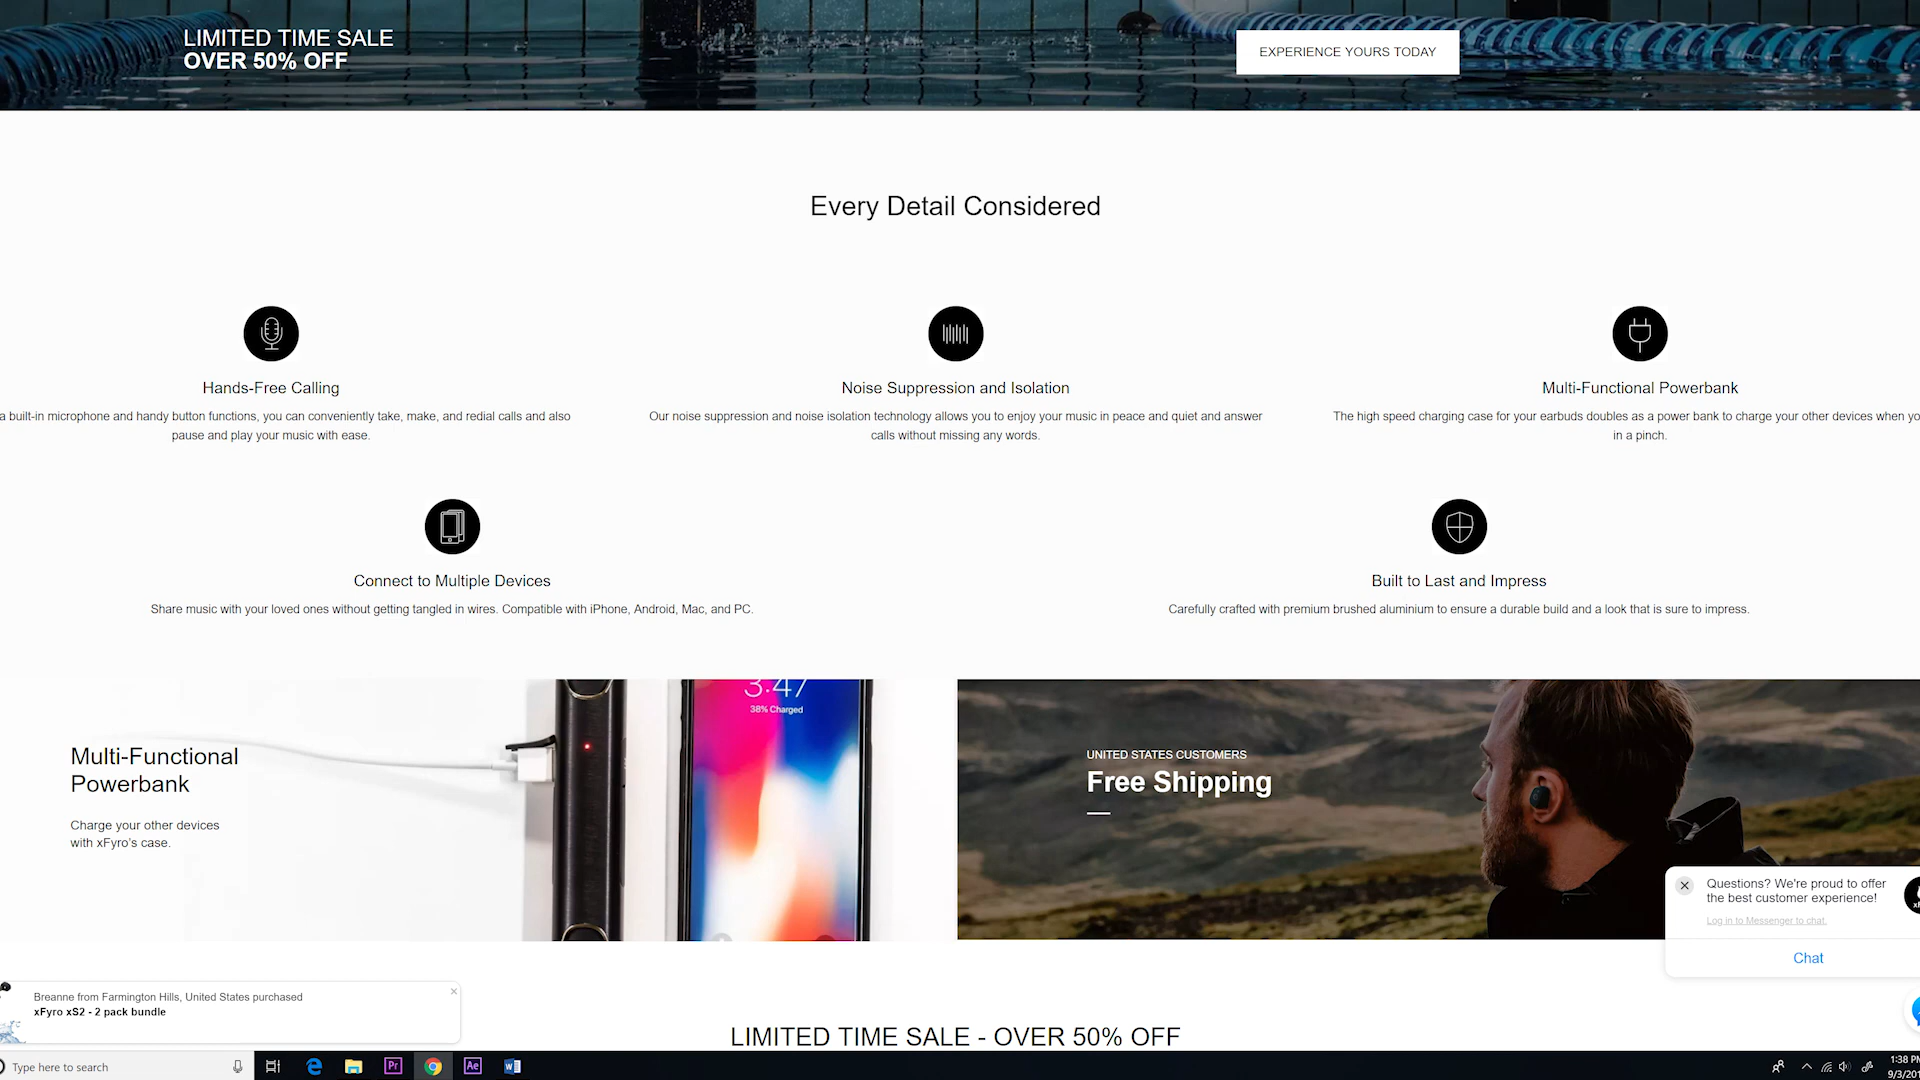 LIMITED TIME SALE
OVER 50% OFF
EXPERIENCE YOURS TODAY
Every Detail Considered
Hands-Free Calling
a built-in microphone and handy button functions, you can conveniently take, make, and redial calls and also
pause and play your music with ease.
Noise Suppression and Isolation
Our noise suppression and noise isolation technology allows you to enjoy your music in peace and quiet and answer
calls without missing any words.
Multi-Functional Powerbank
The high speed charging case for your earbuds doubles as a power bank to charge your other devices when yo
in a pinch.
Connect to Multiple Devices
Share music with your loved ones without getting tangled in wires. Compatible with iPhone, Android, Mac, and PC.
Built to Last and Impress
Carefully crafted with premium brushed aluminium to ensure a durable build and a look that is sure to impress.
3:47
38% Charged
Multi-Functional
Powerbank
Charge your other devices
with xFyro's case.
UNITED STATES CUSTOMERS
Free Shipping
Questions? We're proud to offer
the best customer experience!
Log in to Messenger to chat.
Chat
Breanne from Farmington Hills, United States purchased
xFyro xS2 - 2 pack bundle
LIMITED TIME SALE - OVER 50% OFF
Type here to search
Pr
Ae
1:38 PM
9/3/201